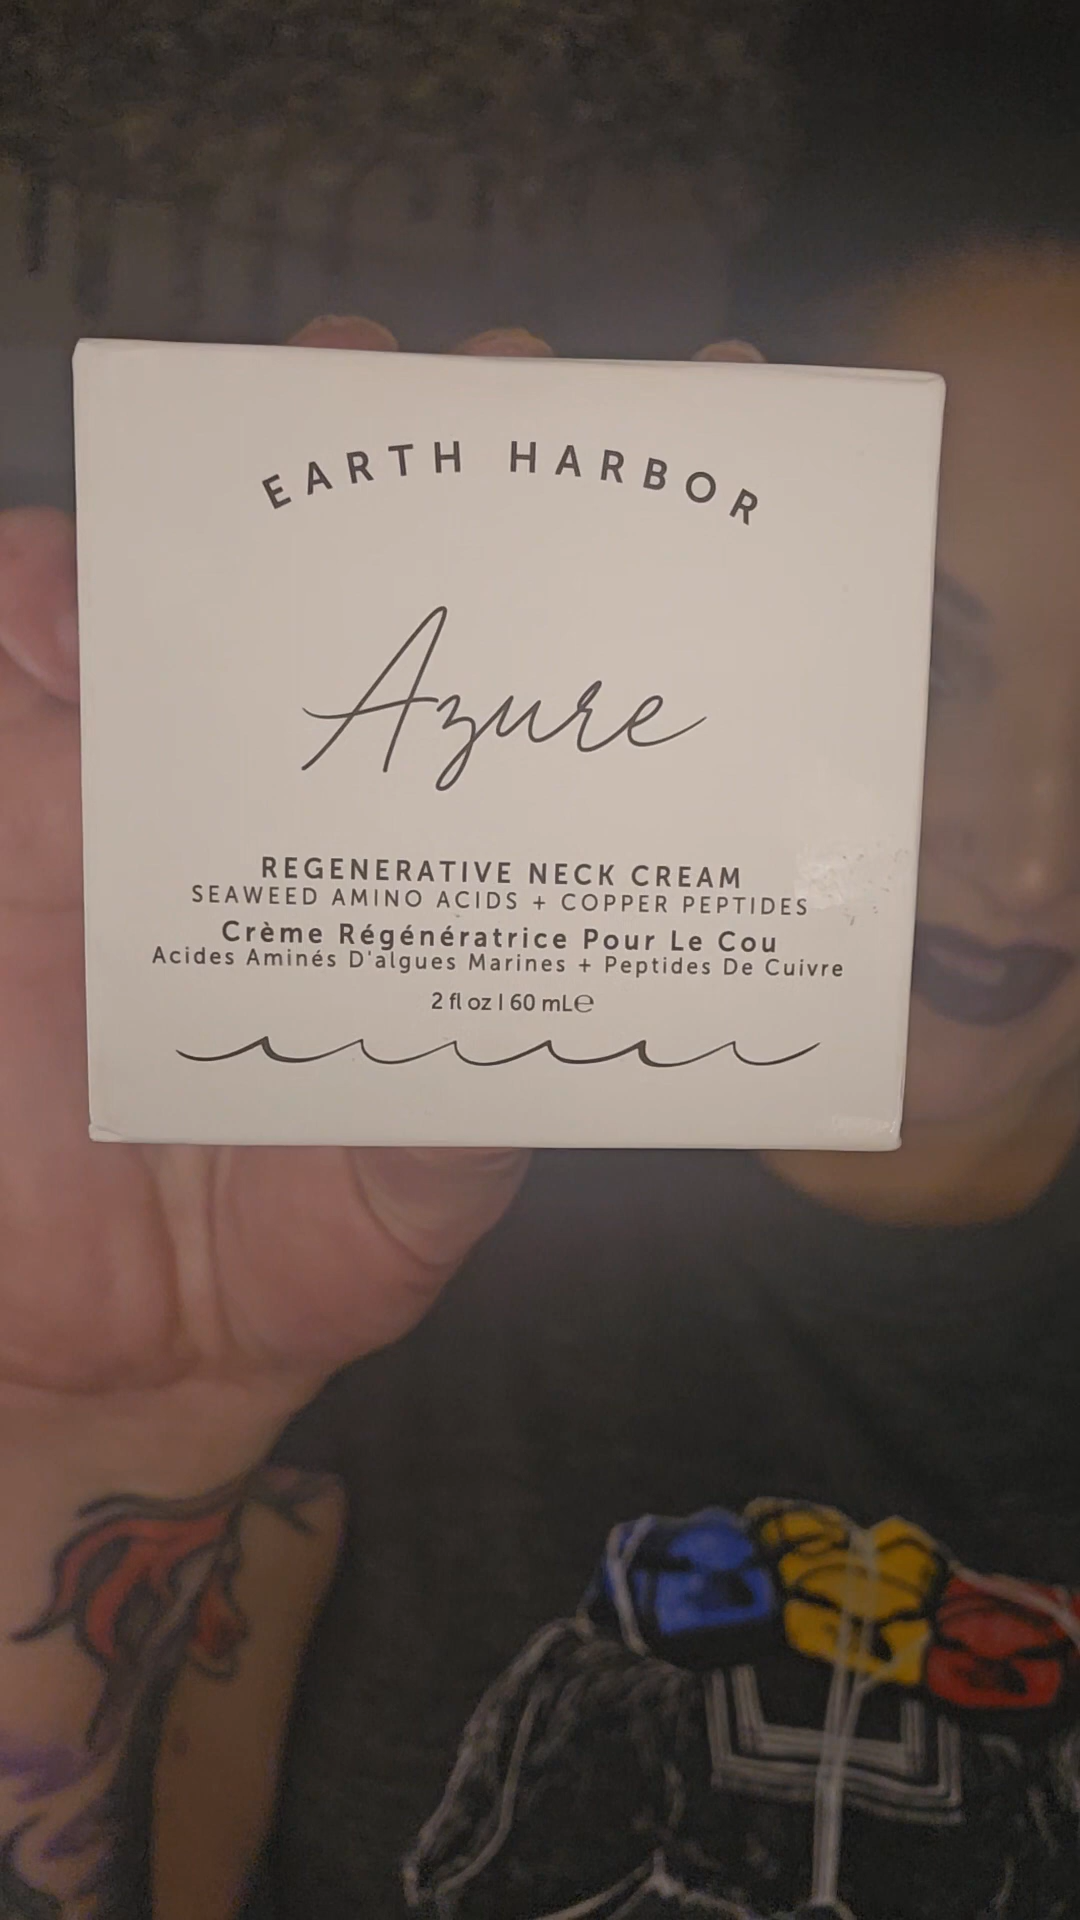 EARTH HARBOR
Azure
REGENERATIVE NECK CREAM
SEAWEED AMINO ACIDS + COPPER PEPTIDES
Crème Régénératrice Pour Le Cou
Acides Aminés D'algues Marines + Peptides De Cuivre
2 fl oz | 60 mL℮